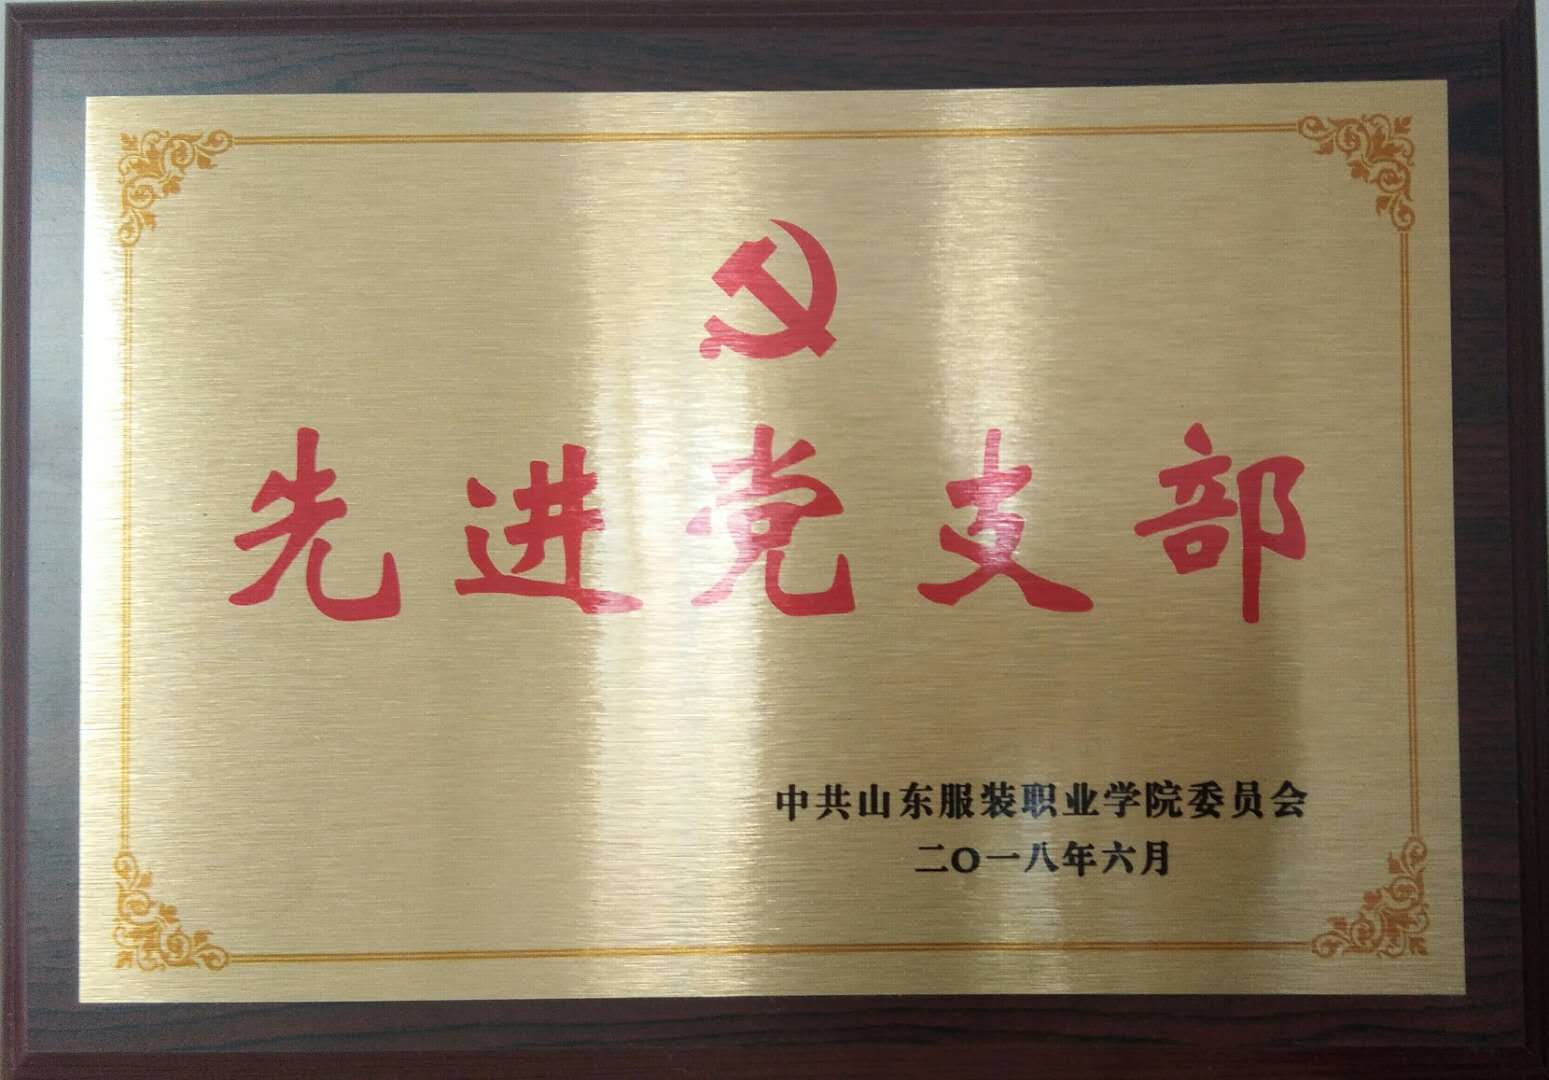 先进党支部
中共山东服装职业学院委员会
二〇一八年六月